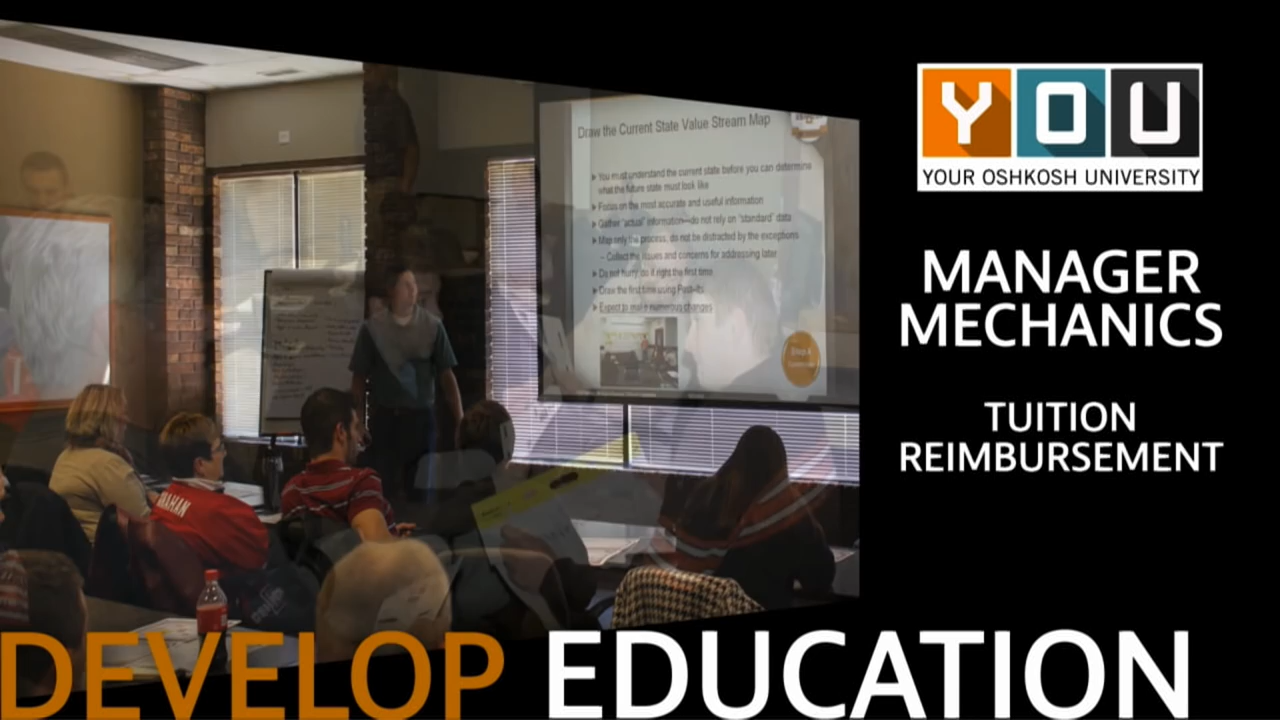 YOU
YOUR OSHKOSH UNIVERSITY
MANAGER
MECHANICS
TUITION
REIMBURSEMENT
Draw the Current State Value Stream Map
You must understand the current state before you can determine
what the future state must look like
Focus on the most accurate and useful information
Gather "actual" information—do not rely on "standard" data
Map only the process, do not be distracted by the exceptions
– Collect the issues and concerns for addressing later
Do not hurry, do it right the first time
Draw the first time using Post-its
Expect to make numerous changes
DEVELOP EDUCATION